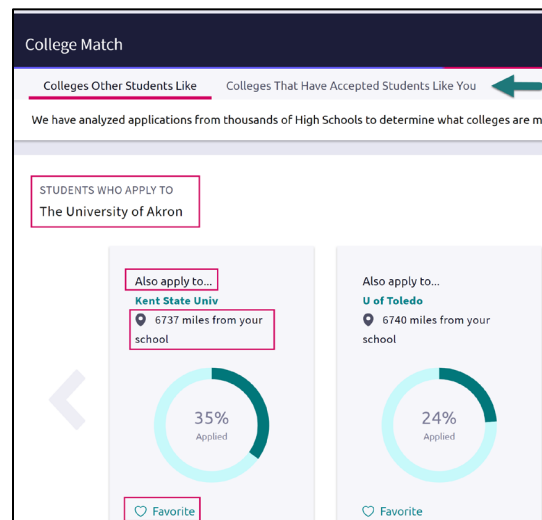 College Match
Colleges Other Students Like Colleges That Have Accepted Students Like You
We have analyzed applications from thousands of High Schools to determine what colleges are m
STUDENTS WHO APPLY TO
The University of Akron
Also apply to...
Kent State Univ
6737 miles from your
school
35%
Applied
Favorite
Also apply to...
U of Toledo
6740 miles from your
school
24%
Applied
Favorite